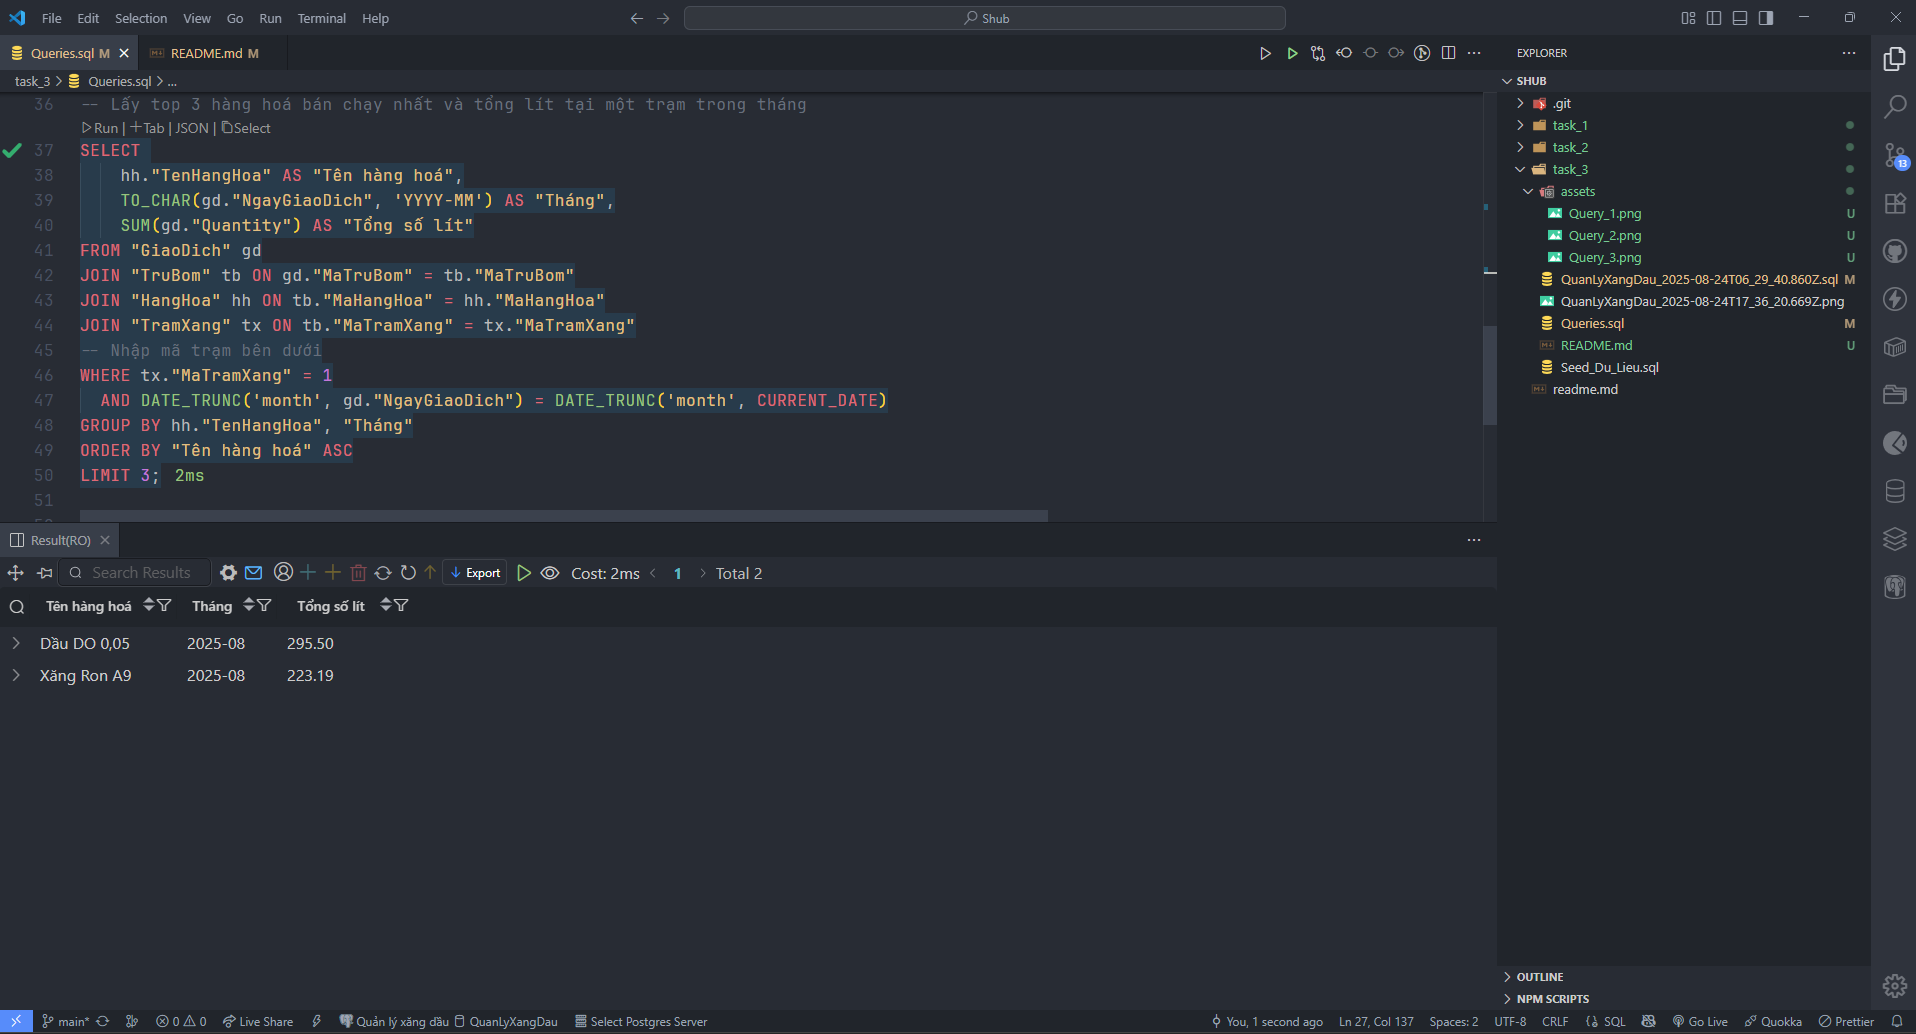 File Edit Selection View Go Run Terminal Help
Shub
Queries.sql M
README.md M
task_3 > Queries.sql > ...
36 -- Lấy top 3 hàng hoá bán chạy nhất và tổng lít tại một trạm trong tháng
Run | Tab | JSON | Select
37 SELECT
38 hh."TenHangHoa" AS "Tên hàng hoá",
39 TO_CHAR(gd."NgayGiaoDich", 'YYYY-MM') AS "Tháng",
40 SUM(gd."Quantity") AS "Tổng số lít"
41 FROM "GiaoDich" gd
42 JOIN "TruBom" tb ON gd."MaTruBom" = tb."MaTruBom"
43 JOIN "HangHoa" hh ON tb."MaHangHoa" = hh."MaHangHoa"
44 JOIN "TramXang" tx ON tb."MaTramXang" = tx."MaTramXang"
45 -- Nhập mã trạm bên dưới
46 WHERE tx."MaTramXang" = 1
47 AND DATE_TRUNC('month', gd."NgayGiaoDich") = DATE_TRUNC('month', CURRENT_DATE)
48 GROUP BY hh."TenHangHoa", "Tháng"
49 ORDER BY "Tên hàng hoá" ASC
50 LIMIT 3; 2ms
51
Result(RO)
Search Results
Export
Cost: 2ms < 1 > Total 2
Tên hàng hoá Tháng Tổng số lít
Dầu DO 0,05 2025-08 295.50
Xăng Ron A9 2025-08 223.19
EXPLORER
SHUB
.git
task_1
task_2
task_3
assets
Query_1.png U
Query_2.png U
Query_3.png U
QuanLyXangDau_2025-08-24T06_29_40.860Z.sql M
QuanLyXangDau_2025-08-24T17_36_20.669Z.png
Queries.sql M
README.md U
Seed_Du_Lieu.sql
readme.md
13
OUTLINE
NPM SCRIPTS
main* 0 0 Live Share Quản lý xăng dầu QuanLyXangDau Select Postgres Server
You, 1 second ago Ln 27, Col 137 Spaces: 2 UTF-8 CRLF SQL Go Live Quokka Prettier